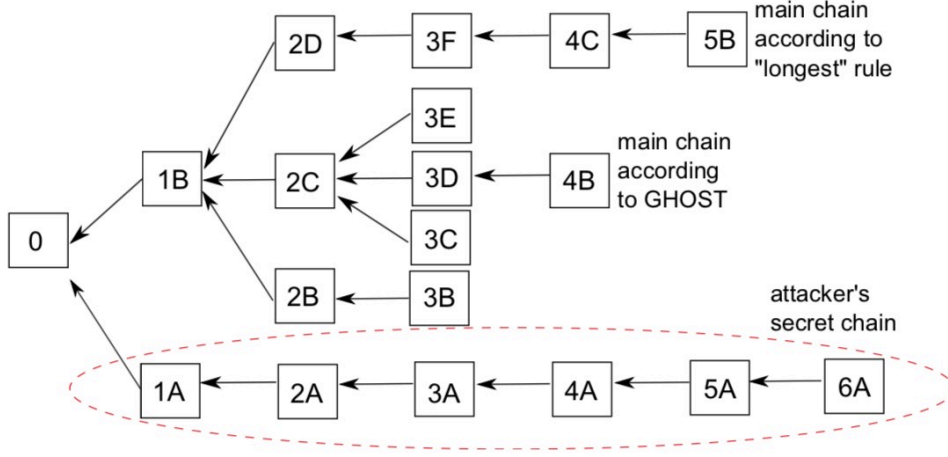 2D
3F
4C
5B
main chain
according to
"longest" rule
3E
1B
2C
3D
4B
main chain
according
to GHOST
0
3C
2B
3B
attacker's
secret chain
1A
2A
3A
4A
5A
6A